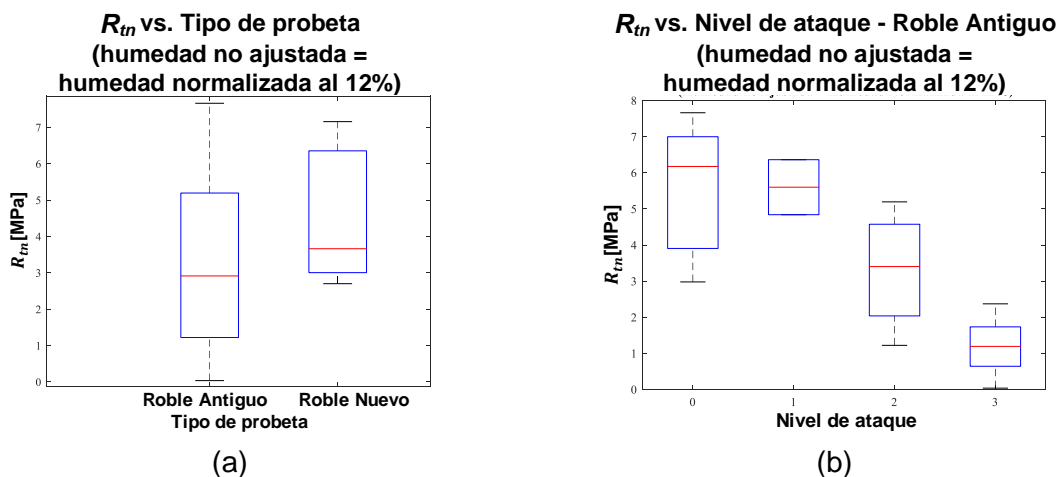 Rtn vs. Tipo de probeta
(humedad no ajustada =
humedad normalizada al 12%)
7
6
5
4
3
2
1
0
Rtn[MPa]
Roble Antiguo Roble Nuevo
Tipo de probeta
(a)
Rtn vs. Nivel de ataque - Roble Antiguo
(humedad no ajustada =
humedad normalizada al 12%)
8
7
6
5
4
3
2
1
0
Rtn[MPa]
0 1 2 3
Nivel de ataque
(b)